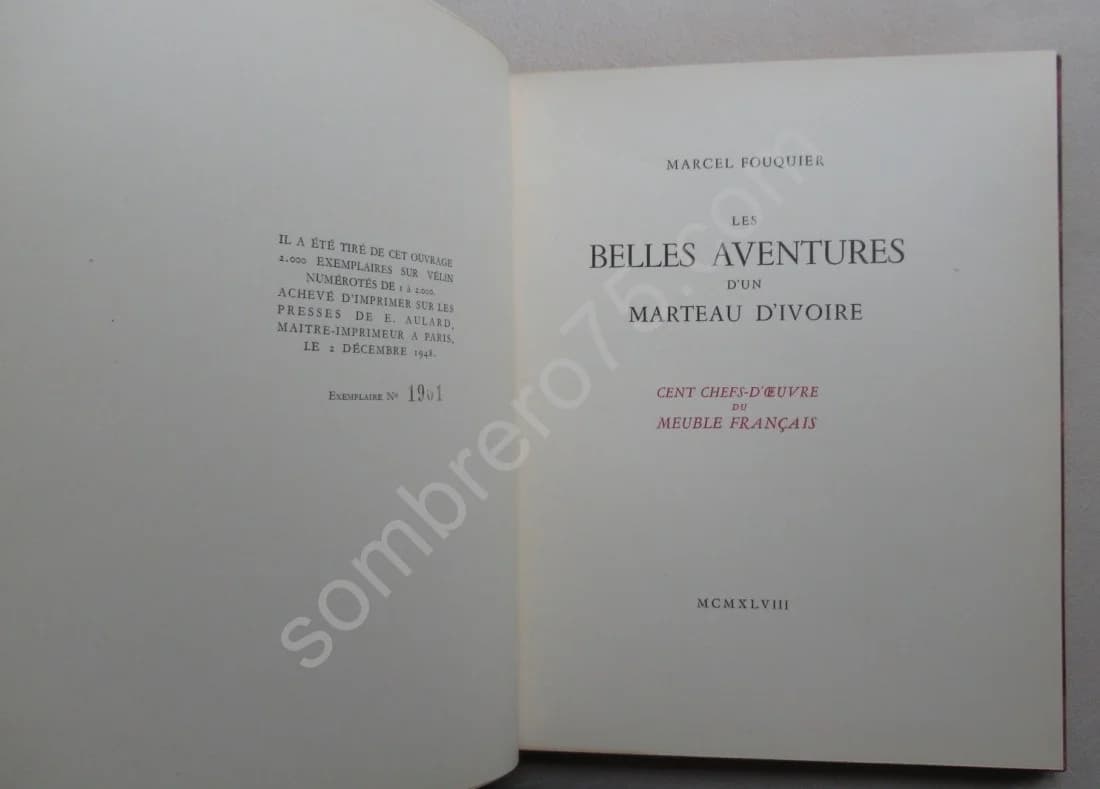 IL A ÉTÉ TIRÉ DE CET OUVRAGE
2.000 EXEMPLAIRES SUR VÉLIN
NUMÉROTÉS DE 1 à 2.000.
ACHEVÉ D'IMPRIMER SUR LES
PRESSES DE E. AULARD,
MAITRE-IMPRIMEUR A PARIS,
LE 2 DÉCEMBRE 1948.
EXEMPLAIRE Nº 1901
MARCEL FOUQUIER
LES
BELLES AVENTURES
D'UN
MARTEAU D'IVOIRE
CENT CHEFS-D'ŒUVRE
DU
MEUBLE FRANÇAIS
MCMXLVIII
sombrero75.com